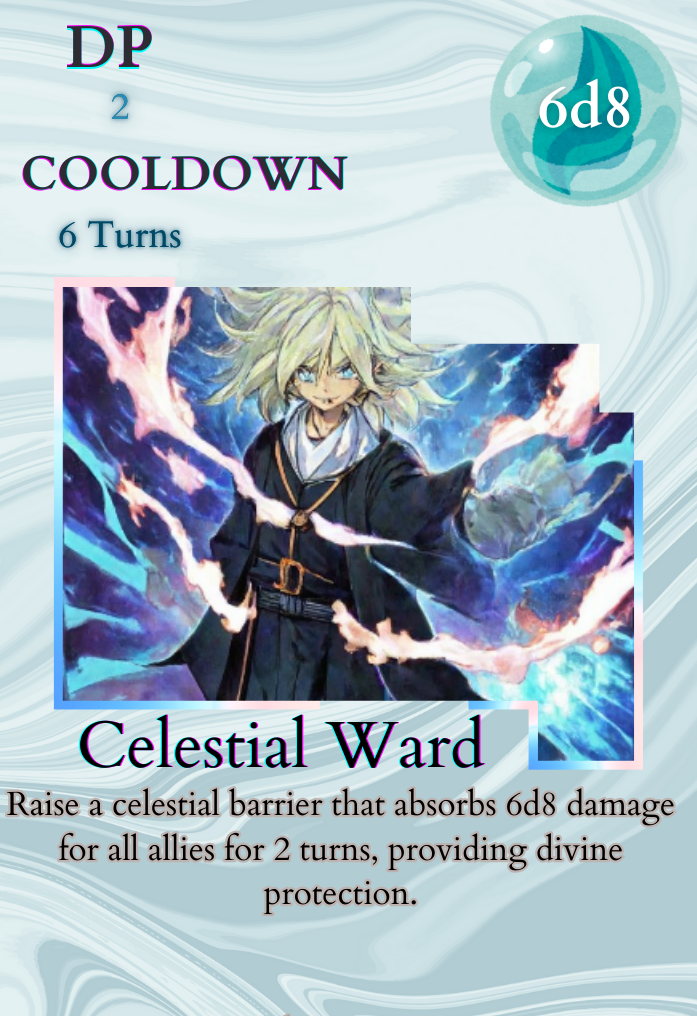 DP
2
6d8
COOLDOWN
6 Turns
Celestial Ward
Raise a celestial barrier that absorbs 6d8 damage
for all allies for 2 turns, providing divine
protection.